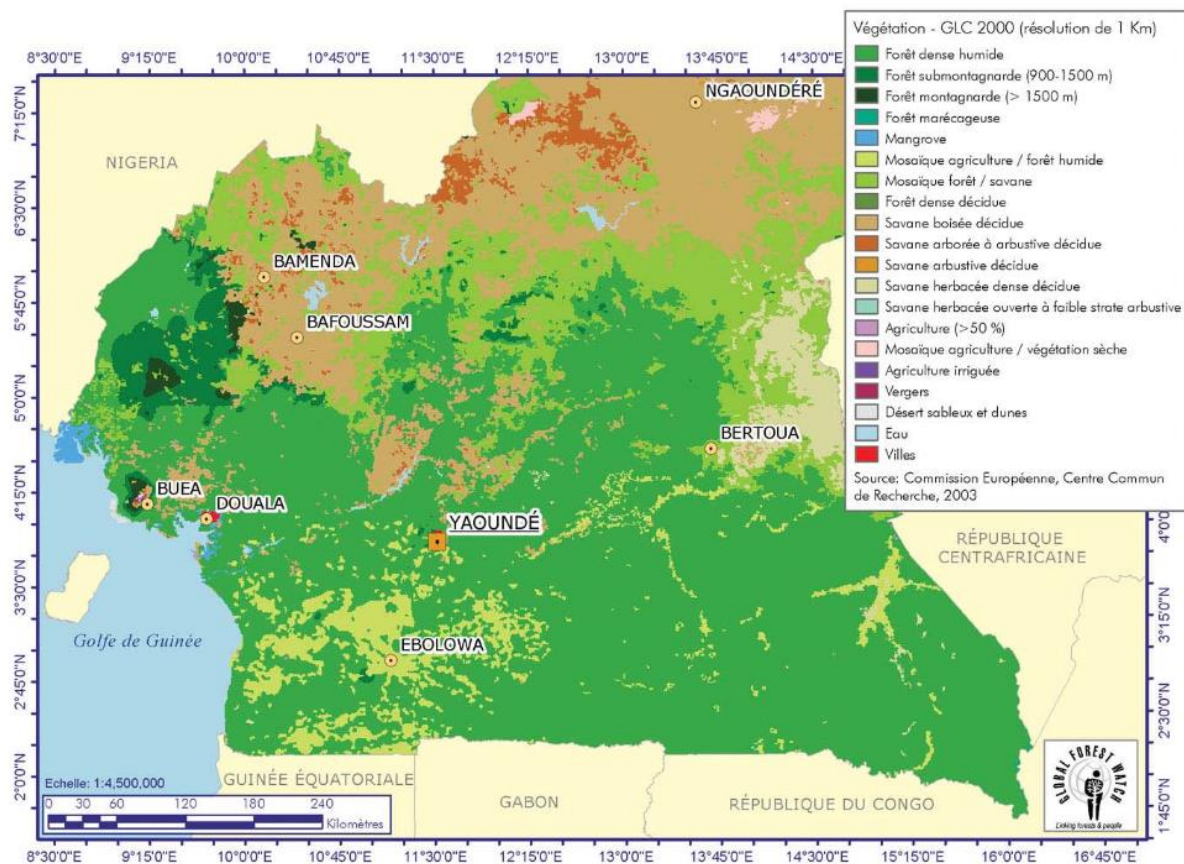 Végétation - GLC 2000 (résolution de 1 Km)
Forêt dense humide
Forêt submontagnarde (900-1500 m)
Forêt montagnarde (> 1500 m)
Forêt marécageuse
Mangrove
Mosaïque agriculture / forêt humide
Mosaïque forêt / savane
Forêt dense décidue
Savane boisée décidue
Savane arborée à arbustive décidue
Savane arbustive décidue
Savane herbacée dense décidue
Savane herbacée ouverte à faible strate arbustive
Agriculture (>50 %)
Mosaïque agriculture / végétation sèche
Agriculture irriguée
Vergers
Désert sableux et dunes
Eau
Villes
Source: Commission Européenne, Centre Commun
de Recherche, 2003
8°30'0"E 9°15'0"E 10°0'0"E 10°45'0"E 11°30'0"E 12°15'0"E 13°0'0"E 13°45'0"E 14°30'0"E
7°15'0"N
6°30'0"N
5°45'0"N
5°0'0"N
4°15'0"N
3°30'0"N
2°45'0"N
2°0'0"N
NGAOUNDÉRÉ
NIGERIA
BAMENDA
BAFOUSSAM
BERTOUA
BUEA
DOUALA
YAOUNDÉ
RÉPUBLIQUE
CENTRAFRICAINE
Golfe de Guinée
EBOLOWA
GUINÉE ÉQUATORIALE
GABON
RÉPUBLIQUE DU CONGO
4°0'0"N
3°15'0"N
2°30'0"N
1°45'0"N
Echelle: 1:4,500,000
0 30 60 120 180 240
Kilomètres
GLOBAL FOREST WATCH
Linking forests & people
8°30'0"E 9°15'0"E 10°0'0"E 10°45'0"E 11°30'0"E 12°15'0"E 13°0'0"E 13°45'0"E 14°30'0"E 15°15'0"E 16°0'0"E 16°45'0"E